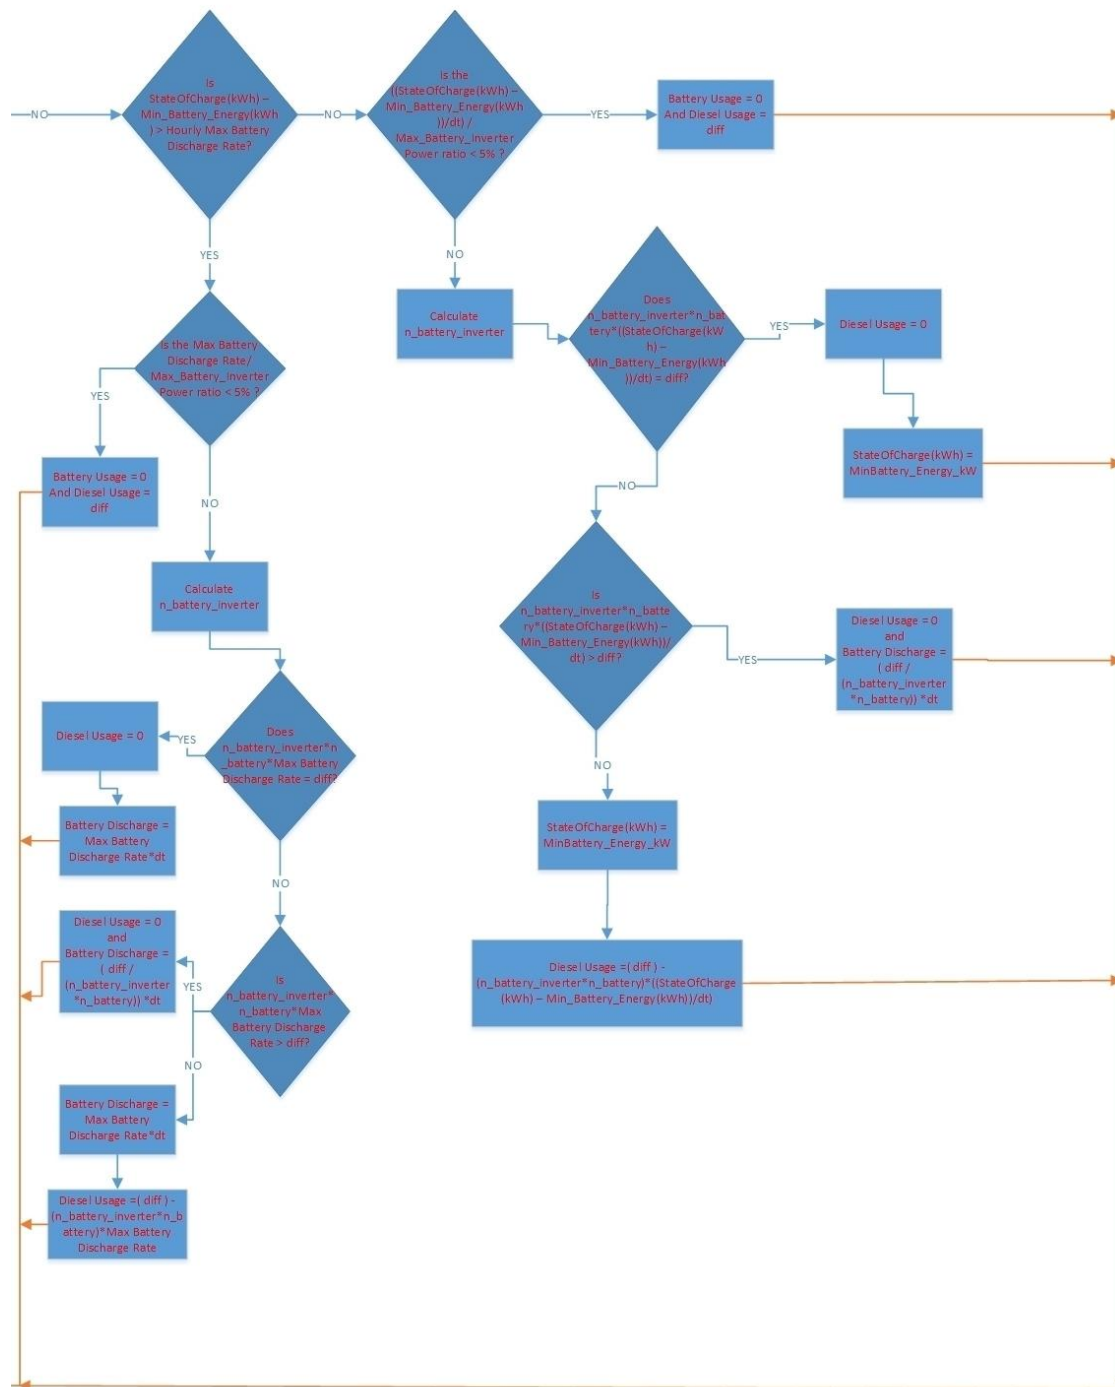 NO
Is
StateOfCharge(kWh) –
Min_Battery_Energy(kWh
) > Hourly Max Battery
Discharge Rate?
NO
Is the
((StateOfCharge(kWh) –
Min_Battery_Energy(kWh
))/dt) /
Max_Battery_inverter
Power ratio < 5% ?
YES
Battery Usage = 0
And Diesel Usage =
diff
YES
NO
Calculate
n_battery_inverter
Does
n_battery_inverter*n_bat
tery*((StateOfCharge(kW
h) –
Min_Battery_Energy(kWh
))/dt) = diff?
YES
Diesel Usage = 0
StateOfCharge(kWh) =
MinBattery_Energy_kW
Is the Max Battery
Discharge Rate/
Max_Battery_inverter
Power ratio < 5% ?
YES
Battery Usage = 0
And Diesel Usage =
diff
NO
NO
Calculate
n_battery_inverter
Is
n_battery_inverter*n_batte
ry*((StateOfCharge(kWh) –
Min_Battery_Energy(kWh))/
dt) > diff?
YES
Diesel Usage = 0
and
Battery Discharge =
( diff /
(n_battery_inverter
*n_battery)) *dt
Does
n_battery_inverter*n
_battery*Max Battery
Discharge Rate = diff?
YES
Diesel Usage = 0
Battery Discharge =
Max Battery
Discharge Rate*dt
NO
StateOfCharge(kWh) =
MinBattery_Energy_kW
NO
Diesel Usage =( diff ) -
(n_battery_inverter*n_battery)*((StateOfCharge
(kWh) – Min_Battery_Energy(kWh))/dt)
Is
n_battery_inverter*
n_battery*Max
Battery Discharge
Rate > diff?
YES
Diesel Usage = 0
and
Battery Discharge =
( diff /
(n_battery_inverter
*n_battery)) *dt
NO
Battery Discharge =
Max Battery
Discharge Rate*dt
Diesel Usage =( diff ) -
(n_battery_inverter*n_b
attery)*Max Battery
Discharge Rate